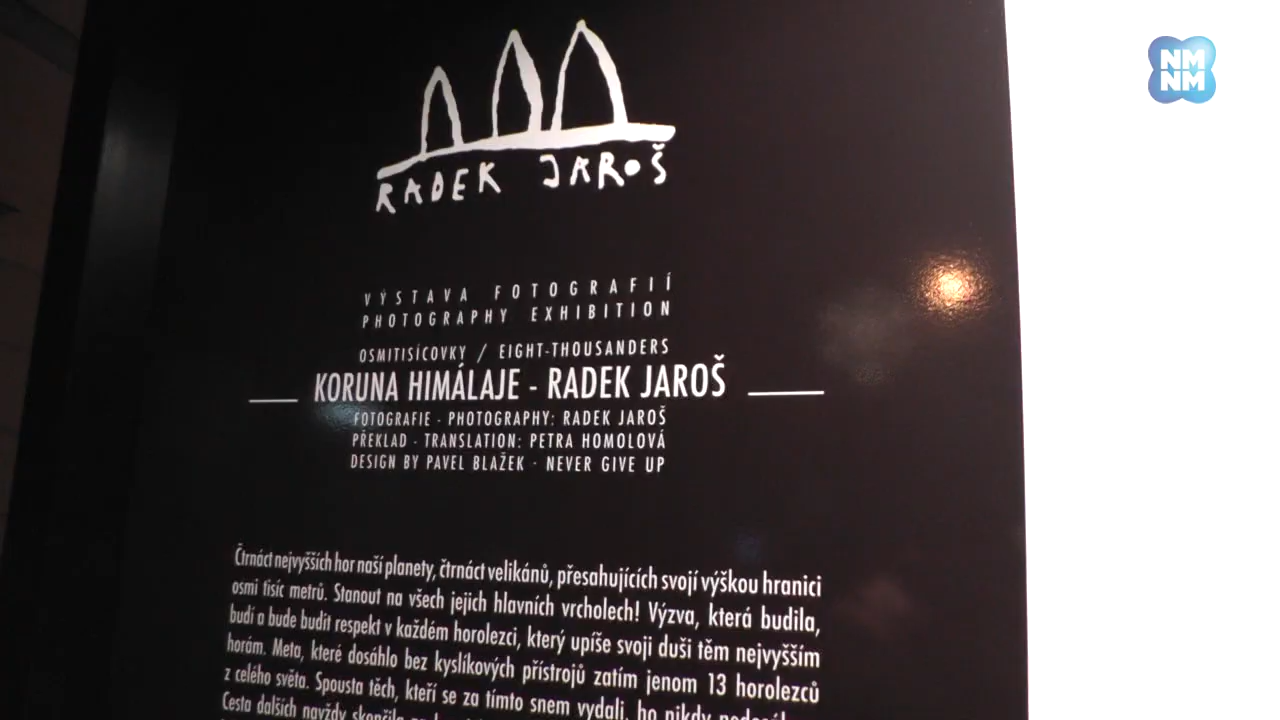 NM
NM
RADEK JAROŠ
VÝSTAVA FOTOGRAFIÍ
PHOTOGRAPHY EXHIBITION
OSMITISÍCOVKY / EIGHT-THOUSANDERS
KORUNA HIMÁLAJE - RADEK JAROŠ
FOTOGRAFIE · PHOTOGRAPHY: RADEK JAROŠ
PŘEKLAD · TRANSLATION: PETRA HOMOLOVÁ
DESIGN BY PAVEL BLAŽEK · NEVER GIVE UP
Čtrnáct nejvyšších hor naší planety, čtrnáct velikánů, přesahujících svojí výškou hranici
osmi tisíc metrů. Stanout na všech jejich hlavních vrcholech! Výzva, která budila,
budí a bude budit respekt v každém horolezci, který upíše svoji duši těm nejvyšším
horám. Meta, které dosáhlo bez kyslíkových přístrojů zatím jenom 13 horolezců
z celého světa. Spousta těch, kteří se za tímto snem vydali, ho nikdy
Cesta dalších navždy skončila